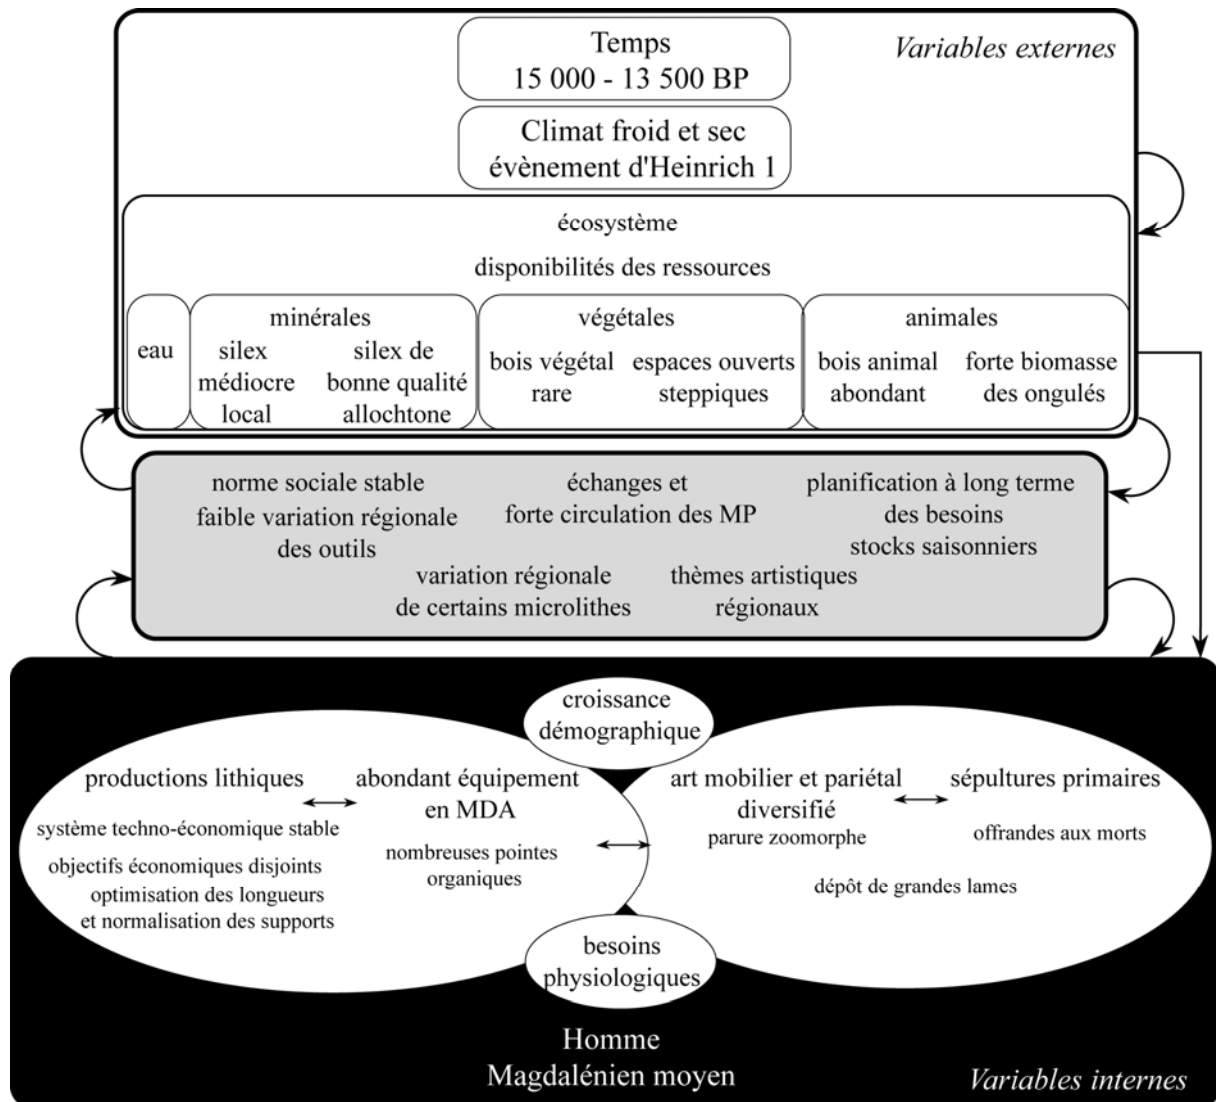 Variables externes
Temps
15 000 - 13 500 BP
Climat froid et sec
évènement d'Heinrich 1
écosystème
disponibilités des ressources
eau
minérales
silex
médiocre
local
silex de
bonne qualité
allochtone
végétales
bois végétal
rare
espaces ouverts
steppiques
animales
bois animal
abondant
forte biomasse
des ongulés
norme sociale stable
faible variation régionale
des outils
échanges et
forte circulation des MP
planification à long terme
des besoins
stocks saisonniers
variation régionale
de certains microlithes
thèmes artistiques
régionaux
croissance
démographique
productions lithiques
système techno-économique stable
objectifs économiques disjoints
optimisation des longueurs
et normalisation des supports
abondant équipement
en MDA
nombreuses pointes
organiques
art mobilier et pariétal
diversifié
parure zoomorphe
sépultures primaires
offrandes aux morts
dépôt de grandes lames
besoins
physiologiques
Homme
Magdalénien moyen
Variables internes